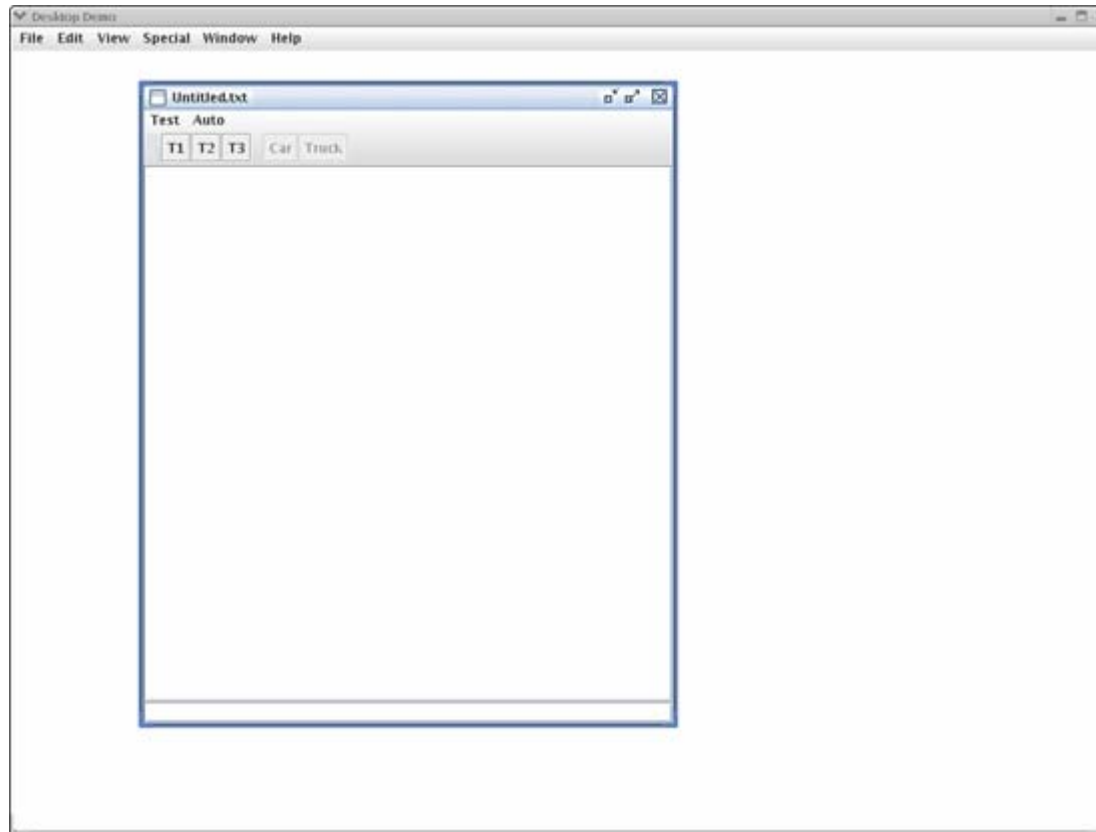 Desktop Demo
File Edit View Special Window Help
Untitled.txt
Test Auto
T1 T2 T3 Car Truck